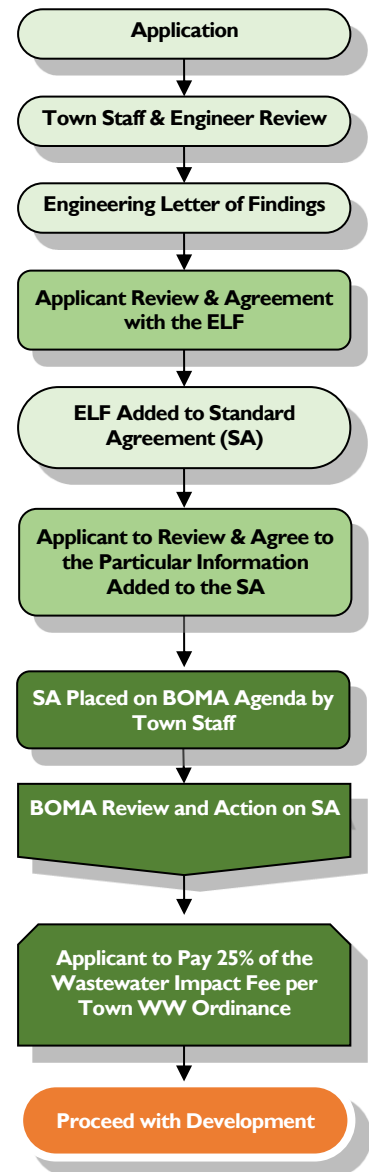 Application
Town Staff & Engineer Review
Engineering Letter of Findings
Applicant Review & Agreement
with the ELF
ELF Added to Standard
Agreement (SA)
Applicant to Review & Agree to
the Particular Information
Added to the SA
SA Placed on BOMA Agenda by
Town Staff
BOMA Review and Action on SA
Applicant to Pay 25% of the
Wastewater Impact Fee per
Town WW Ordinance
Proceed with Development